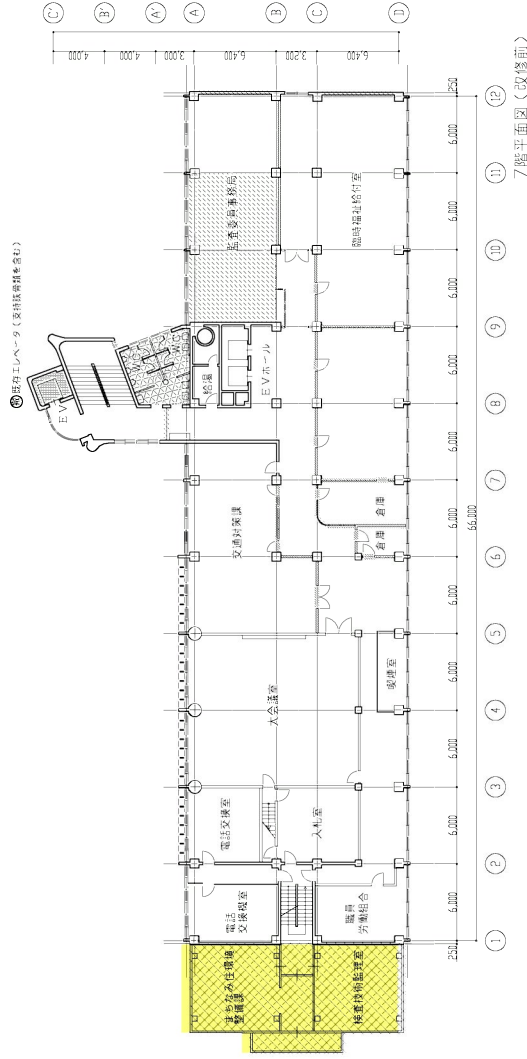 C' B' A' A B C D
4,000 4,000 3,000 6,400 3,200 6,400
既存エレベータ(支持鉄骨類を含む)
250
12
6,000
11
6,000
10
6,000
9
6,000
8
6,000
7
6,000
6
6,000
5
6,000
4
6,000
3
6,000
2
6,000
1
250
66,000
監査委員事務局
臨時福祉給付室
EV
WC
WC
給湯
EVホール
交通対策課
倉庫
倉庫
大会議室
喫煙室
電話交換室
入札室
電話
交換機室
職員
労働組合
まちなみ住環境
整備課
検査技術監理室
7階平面図(改修前)